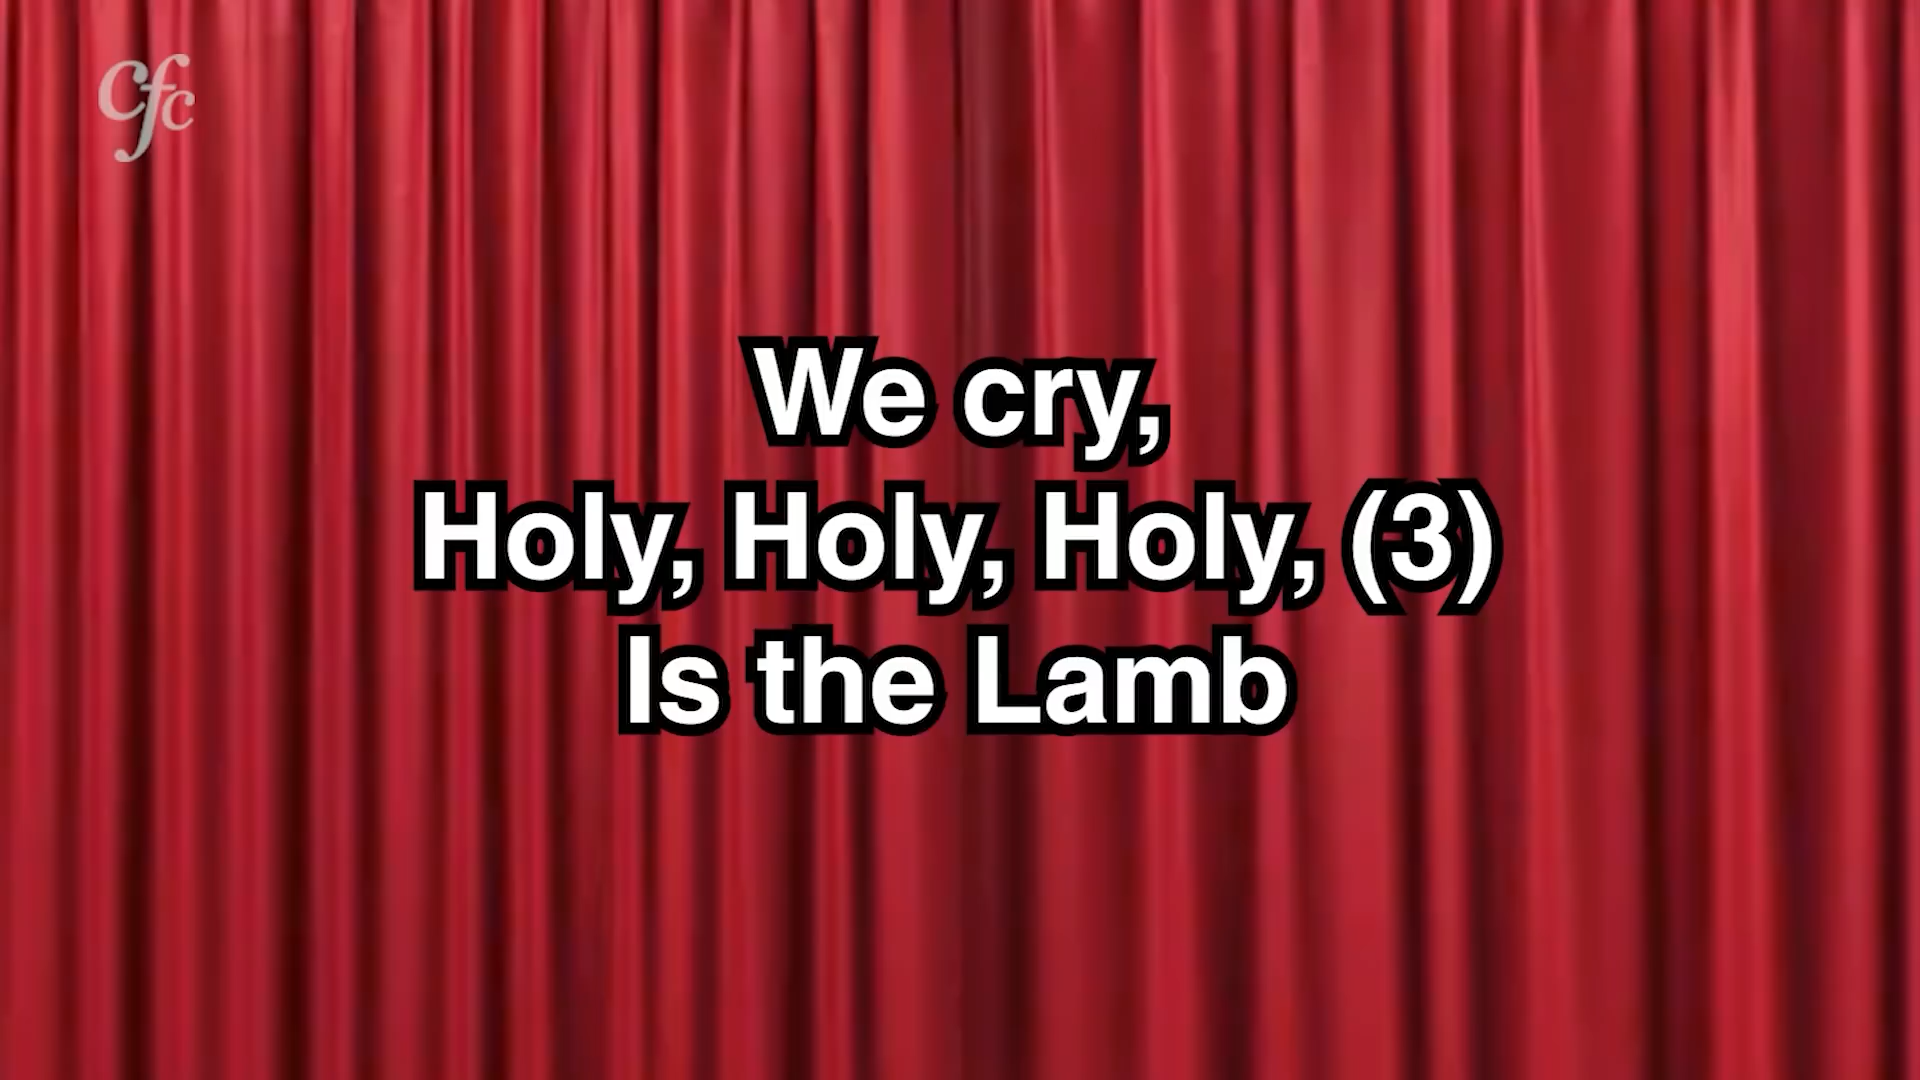 cfc
We cry,
Holy, Holy, Holy, (3)
Is the Lamb